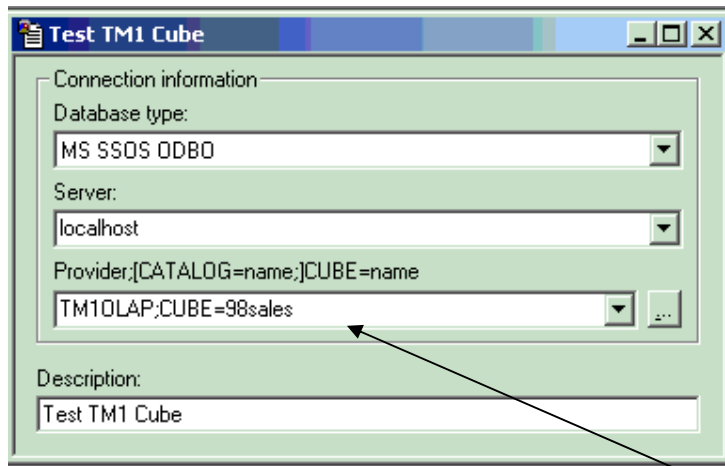 Test TM1 Cube
Connection information
Database type:
MS SSOS ODBO
Server:
localhost
Provider;[CATALOG=name;]CUBE=name
TM1OLAP;CUBE=98sales
...
Description:
Test TM1 Cube